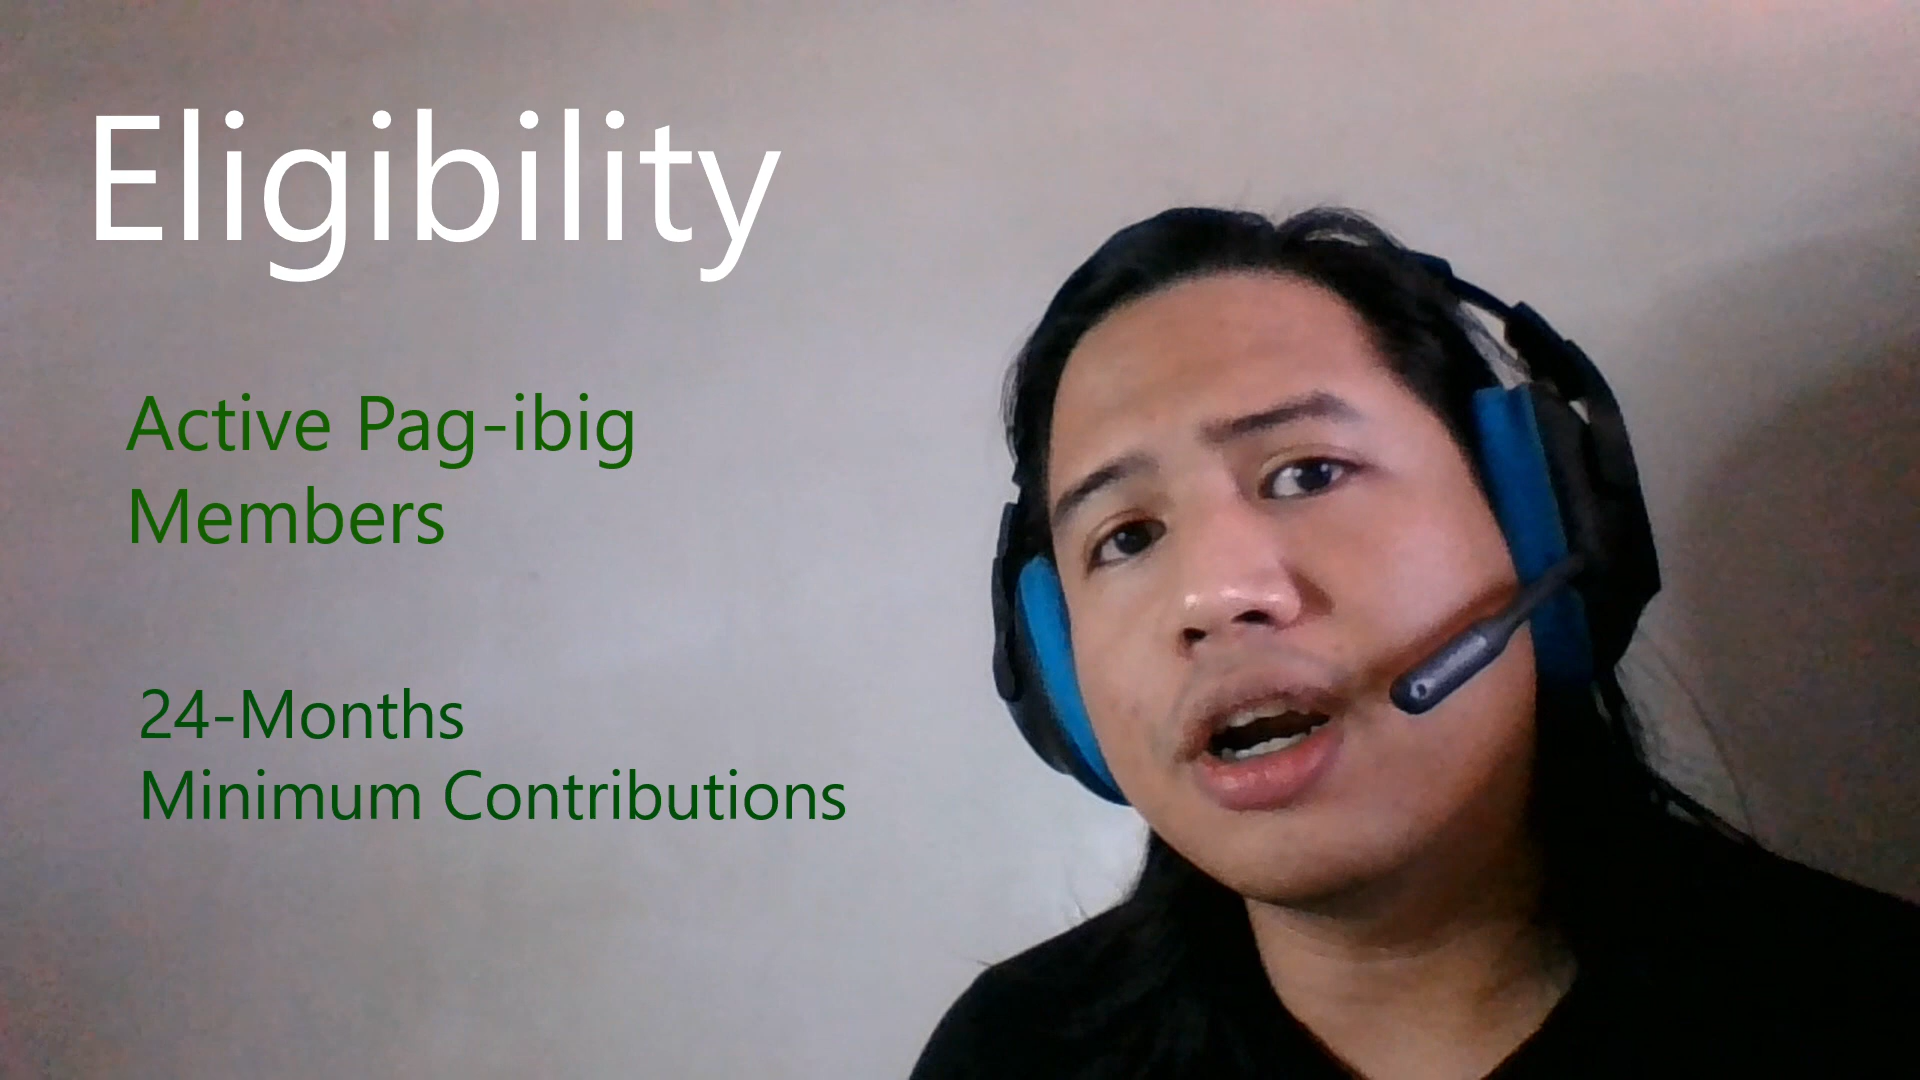 Eligibility
Active Pag-ibig
Members
24-Months
Minimum Contributions